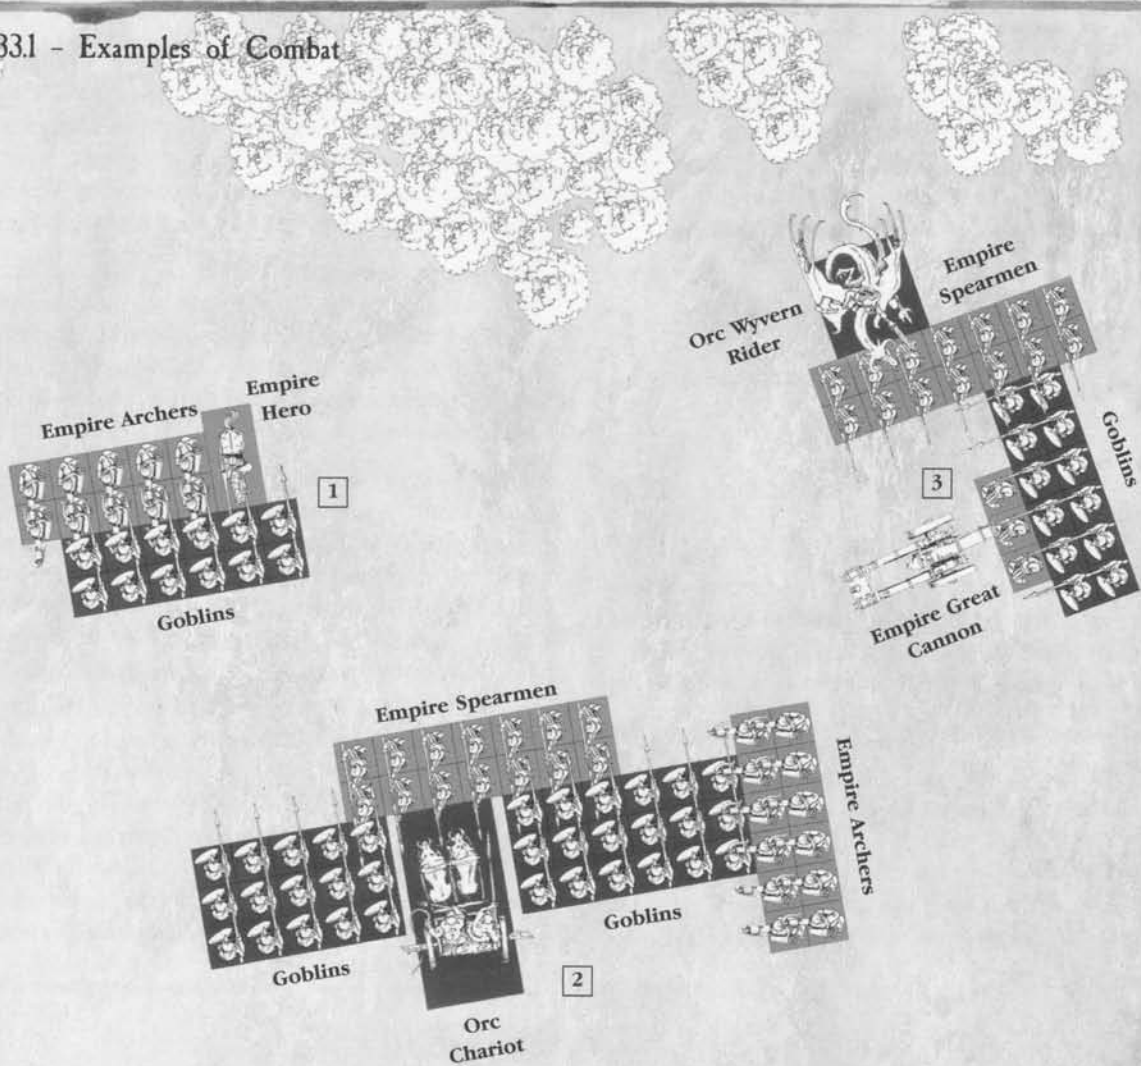 33.1 – Examples of Combat
Empire Archers
Empire
Hero
1
Goblins
Orc Wyvern
Rider
Empire
Spearmen
Goblins
3
Empire Great
Cannon
Empire Spearmen
Empire Archers
Goblins
Goblins
2
Orc
Chariot